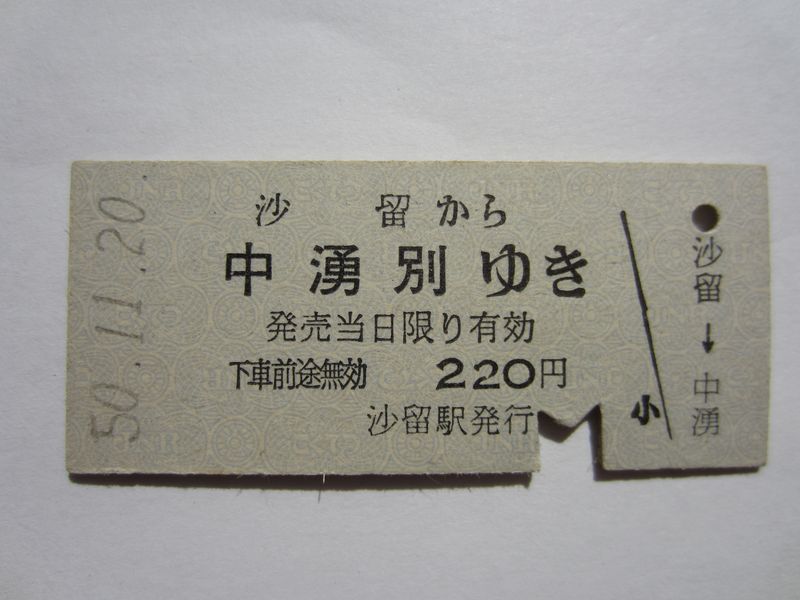 50.11.20
沙留から
中湧別ゆき
発売当日限り有効
下車前途無効 220円
沙留駅発行
小
沙留→中湧